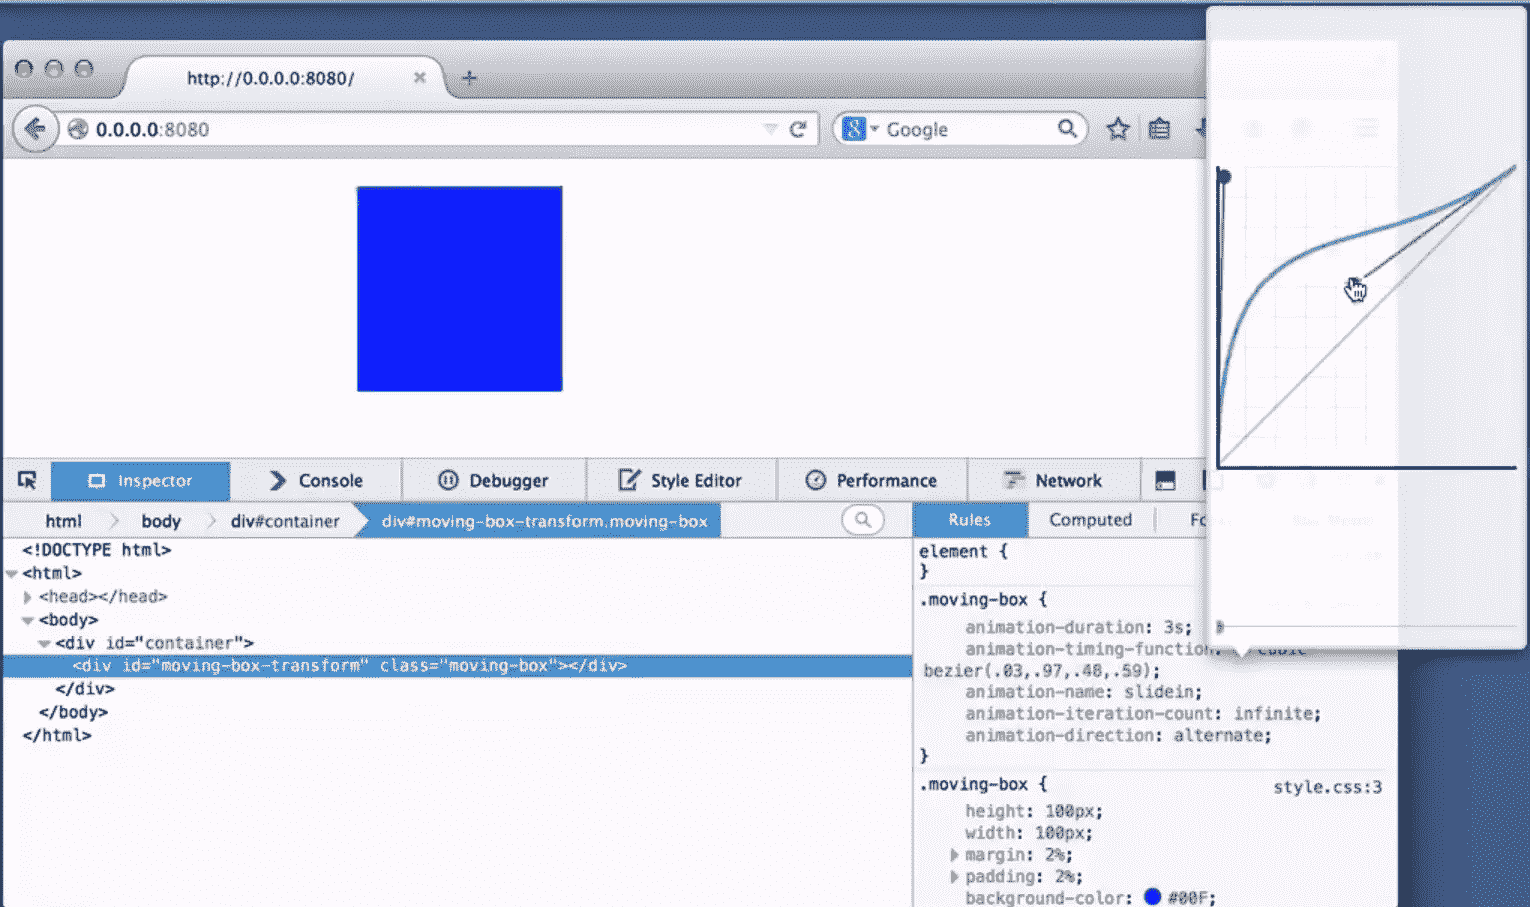 http://0.0.0.0:8080/
0.0.0.0:8080
Google
Inspector
Console
Debugger
Style Editor
Performance
Network
html
body
div#container
div#moving-box-transform.moving-box
Rules
Computed
<!DOCTYPE html>
<html>
<head></head>
<body>
<div id="container">
<div id="moving-box-transform" class="moving-box"></div>
</div>
</body>
</html>
element {
}
.moving-box {
animation-duration: 3s;
animation-timing-function: cubic
bezier(.03,.97,.48,.59);
animation-name: slidein;
animation-iteration-count: infinite;
animation-direction: alternate;
}
.moving-box {
style.css:3
height: 100px;
width: 100px;
margin: 2%;
padding: 2%;
background-color: #00F;